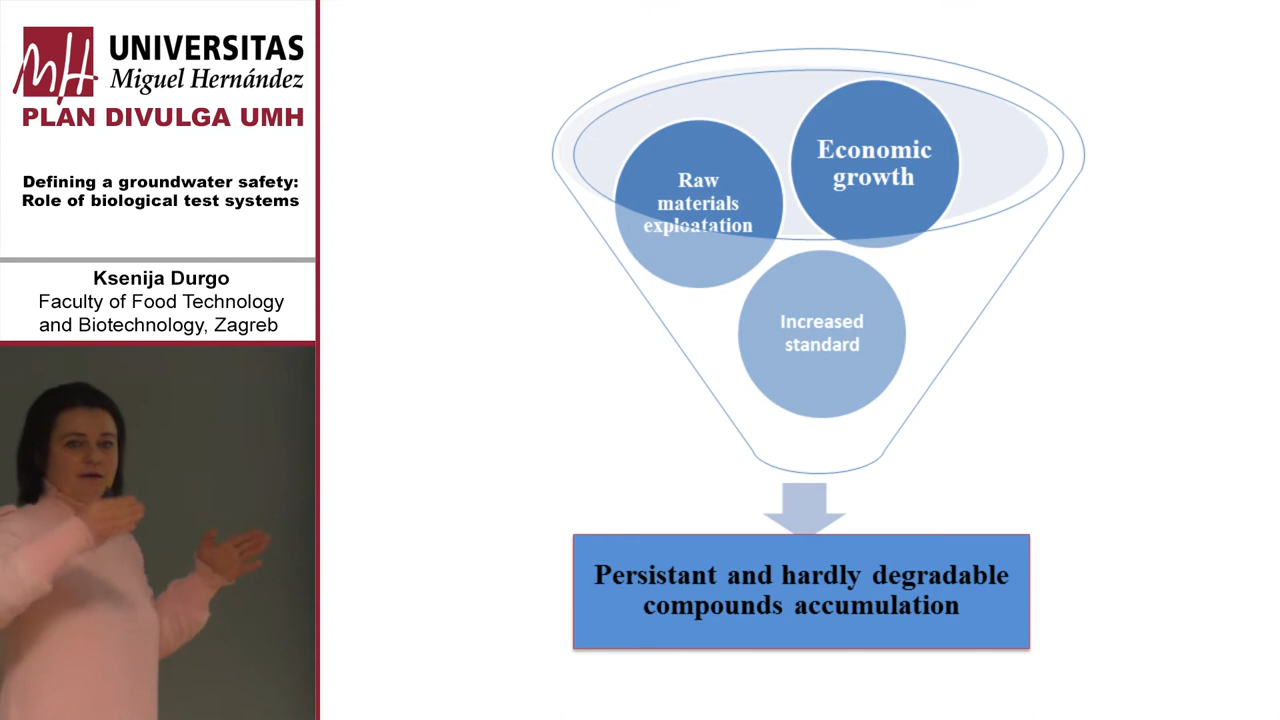 UNIVERSITAS
Miguel Hernández
PLAN DIVULGA UMH
Defining a groundwater safety:
Role of biological test systems
Ksenija Durgo
Faculty of Food Technology
and Biotechnology, Zagreb
Economic
growth
Raw
materials
exploatation
Increased
standard
Persistant and hardly degradable
compounds accumulation